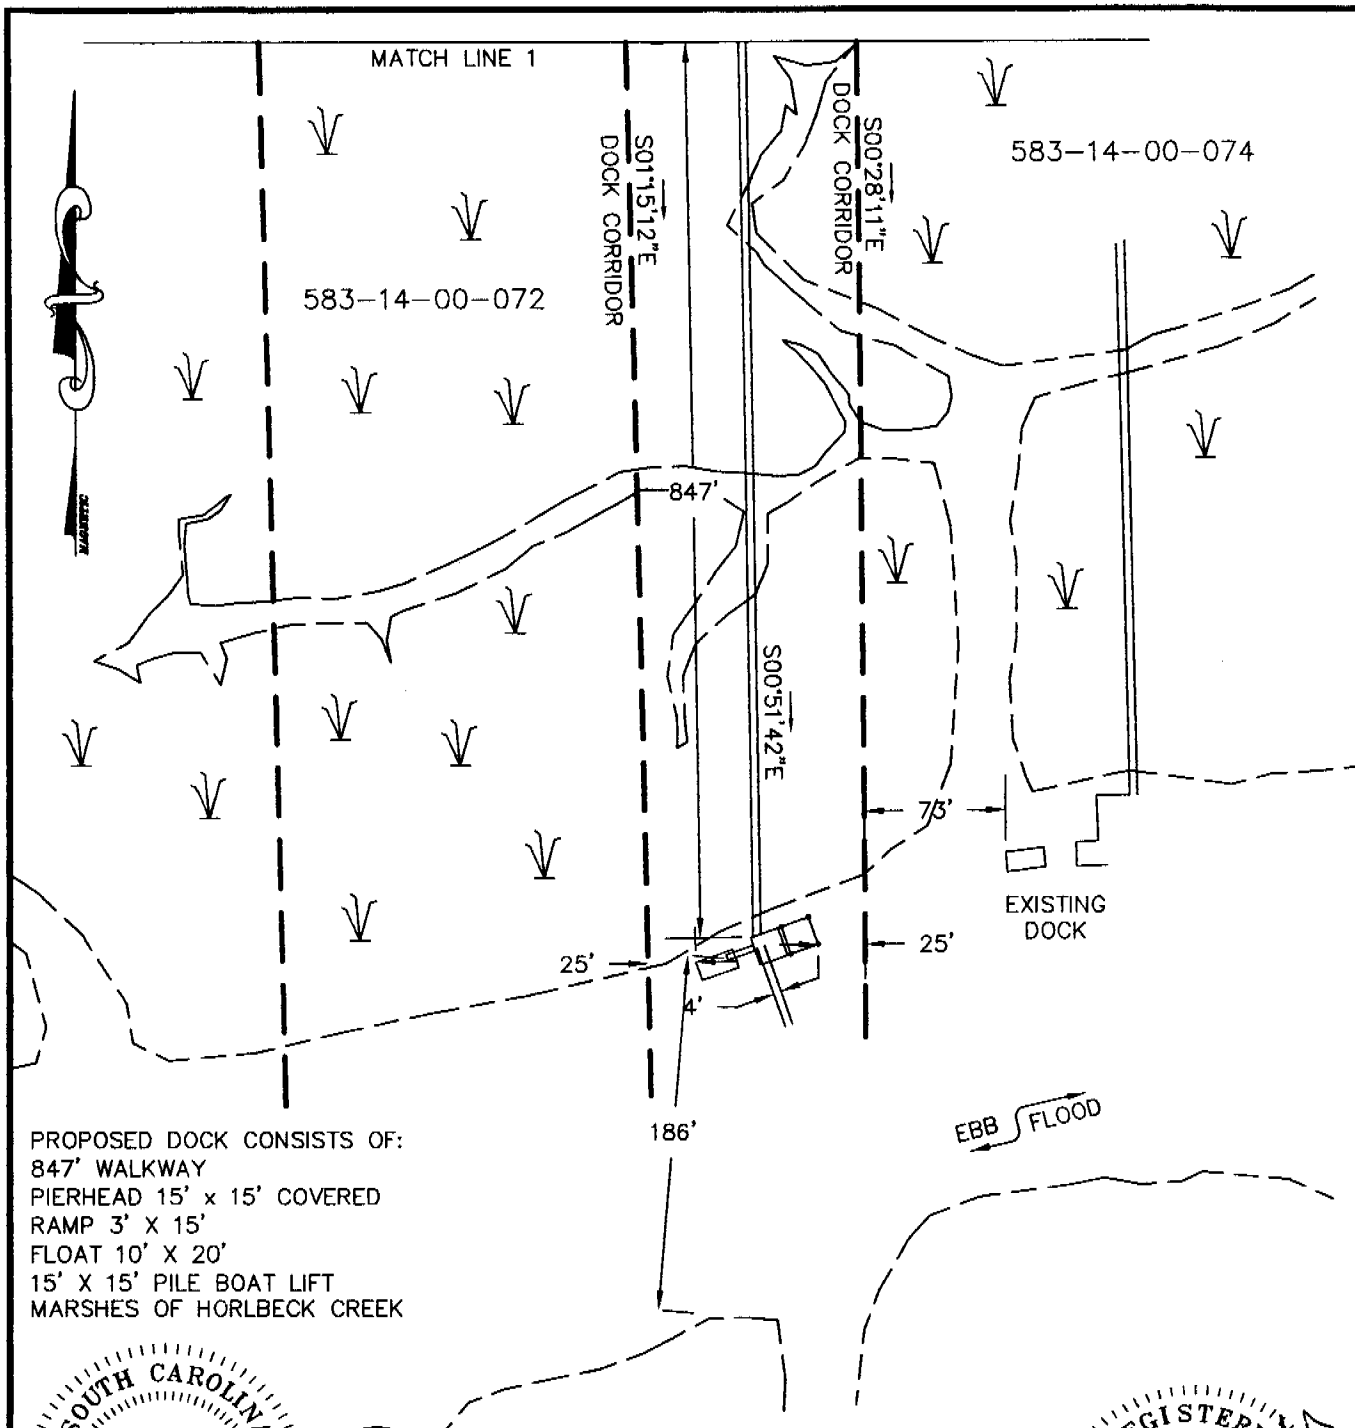 MATCH LINE 1
S01°15'12"E
DOCK CORRIDOR
S00°28'11"E
DOCK CORRIDOR
583-14-00-074
583-14-00-072
MAGNETIC
847'
S00°51'42"E
73'
EXISTING
DOCK
25'
25'
4'
186'
EBB
FLOOD
PROPOSED DOCK CONSISTS OF:
847' WALKWAY
PIERHEAD 15' x 15' COVERED
RAMP 3' X 15'
FLOAT 10' X 20'
15' X 15' PILE BOAT LIFT
MARSHES OF HORLBECK CREEK
SOUTH CAROLIN
EGISTER